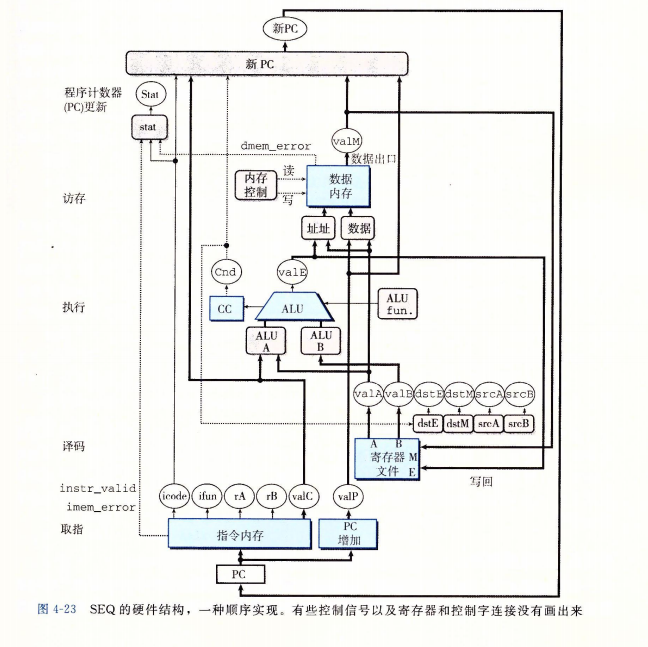 新PC
新 PC
程序计数器
(PC)更新
Stat
stat
dmem_error
valM
数据出口
内存
控制
读
写
数据
内存
访存
址址
数据
Cnd
valE
执行
CC
ALU
ALU
fun.
ALU
A
ALU
B
valA
valB
dstE
dstM
srcA
srcB
dstE
dstM
srcA
srcB
译码
A
B
寄存器
文件
M
E
写回
instr_valid
imem_error
取指
icode
ifun
rA
rB
valC
valP
指令内存
PC
增加
PC
图 4-23 SEQ 的硬件结构，一种顺序实现。有些控制信号以及寄存器和控制字连接没有画出来